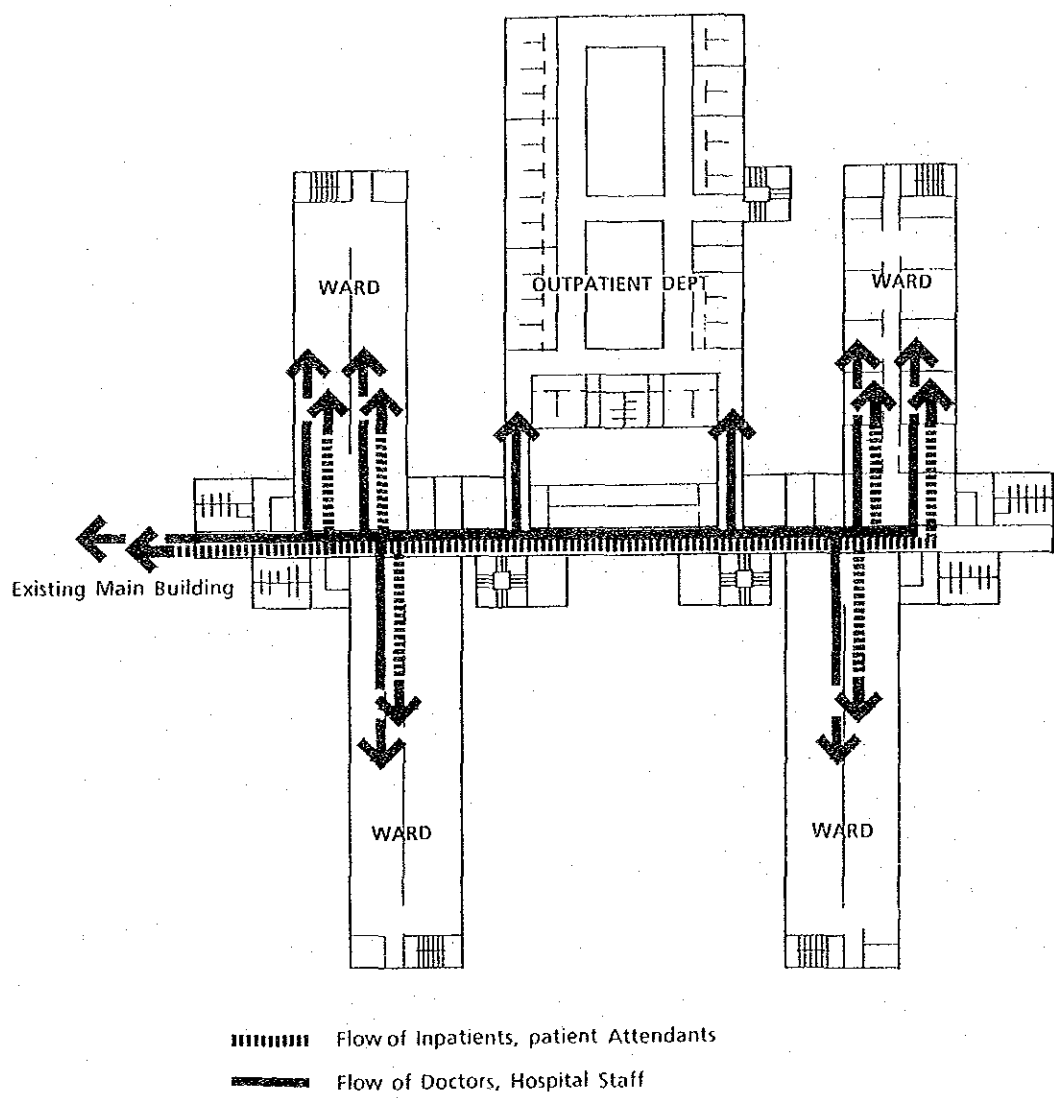 WARD
OUTPATIENT DEPT
WARD
Existing Main Building
WARD
WARD
Flow of Inpatients, patient Attendants
Flow of Doctors, Hospital Staff